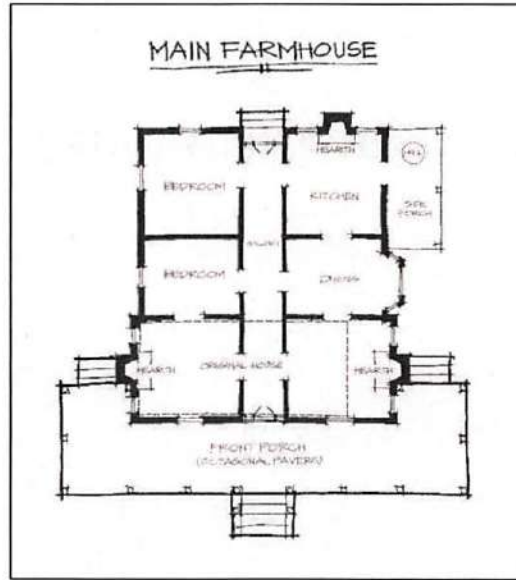 MAIN FARMHOUSE
HEARTH
BEDROOM
KITCHEN
SIDE
PORCH
BEDROOM
DINING
HEARTH
ORIGINAL HOUSE
HEARTH
FRONT PORCH
(OCTAGONAL PAVERS)